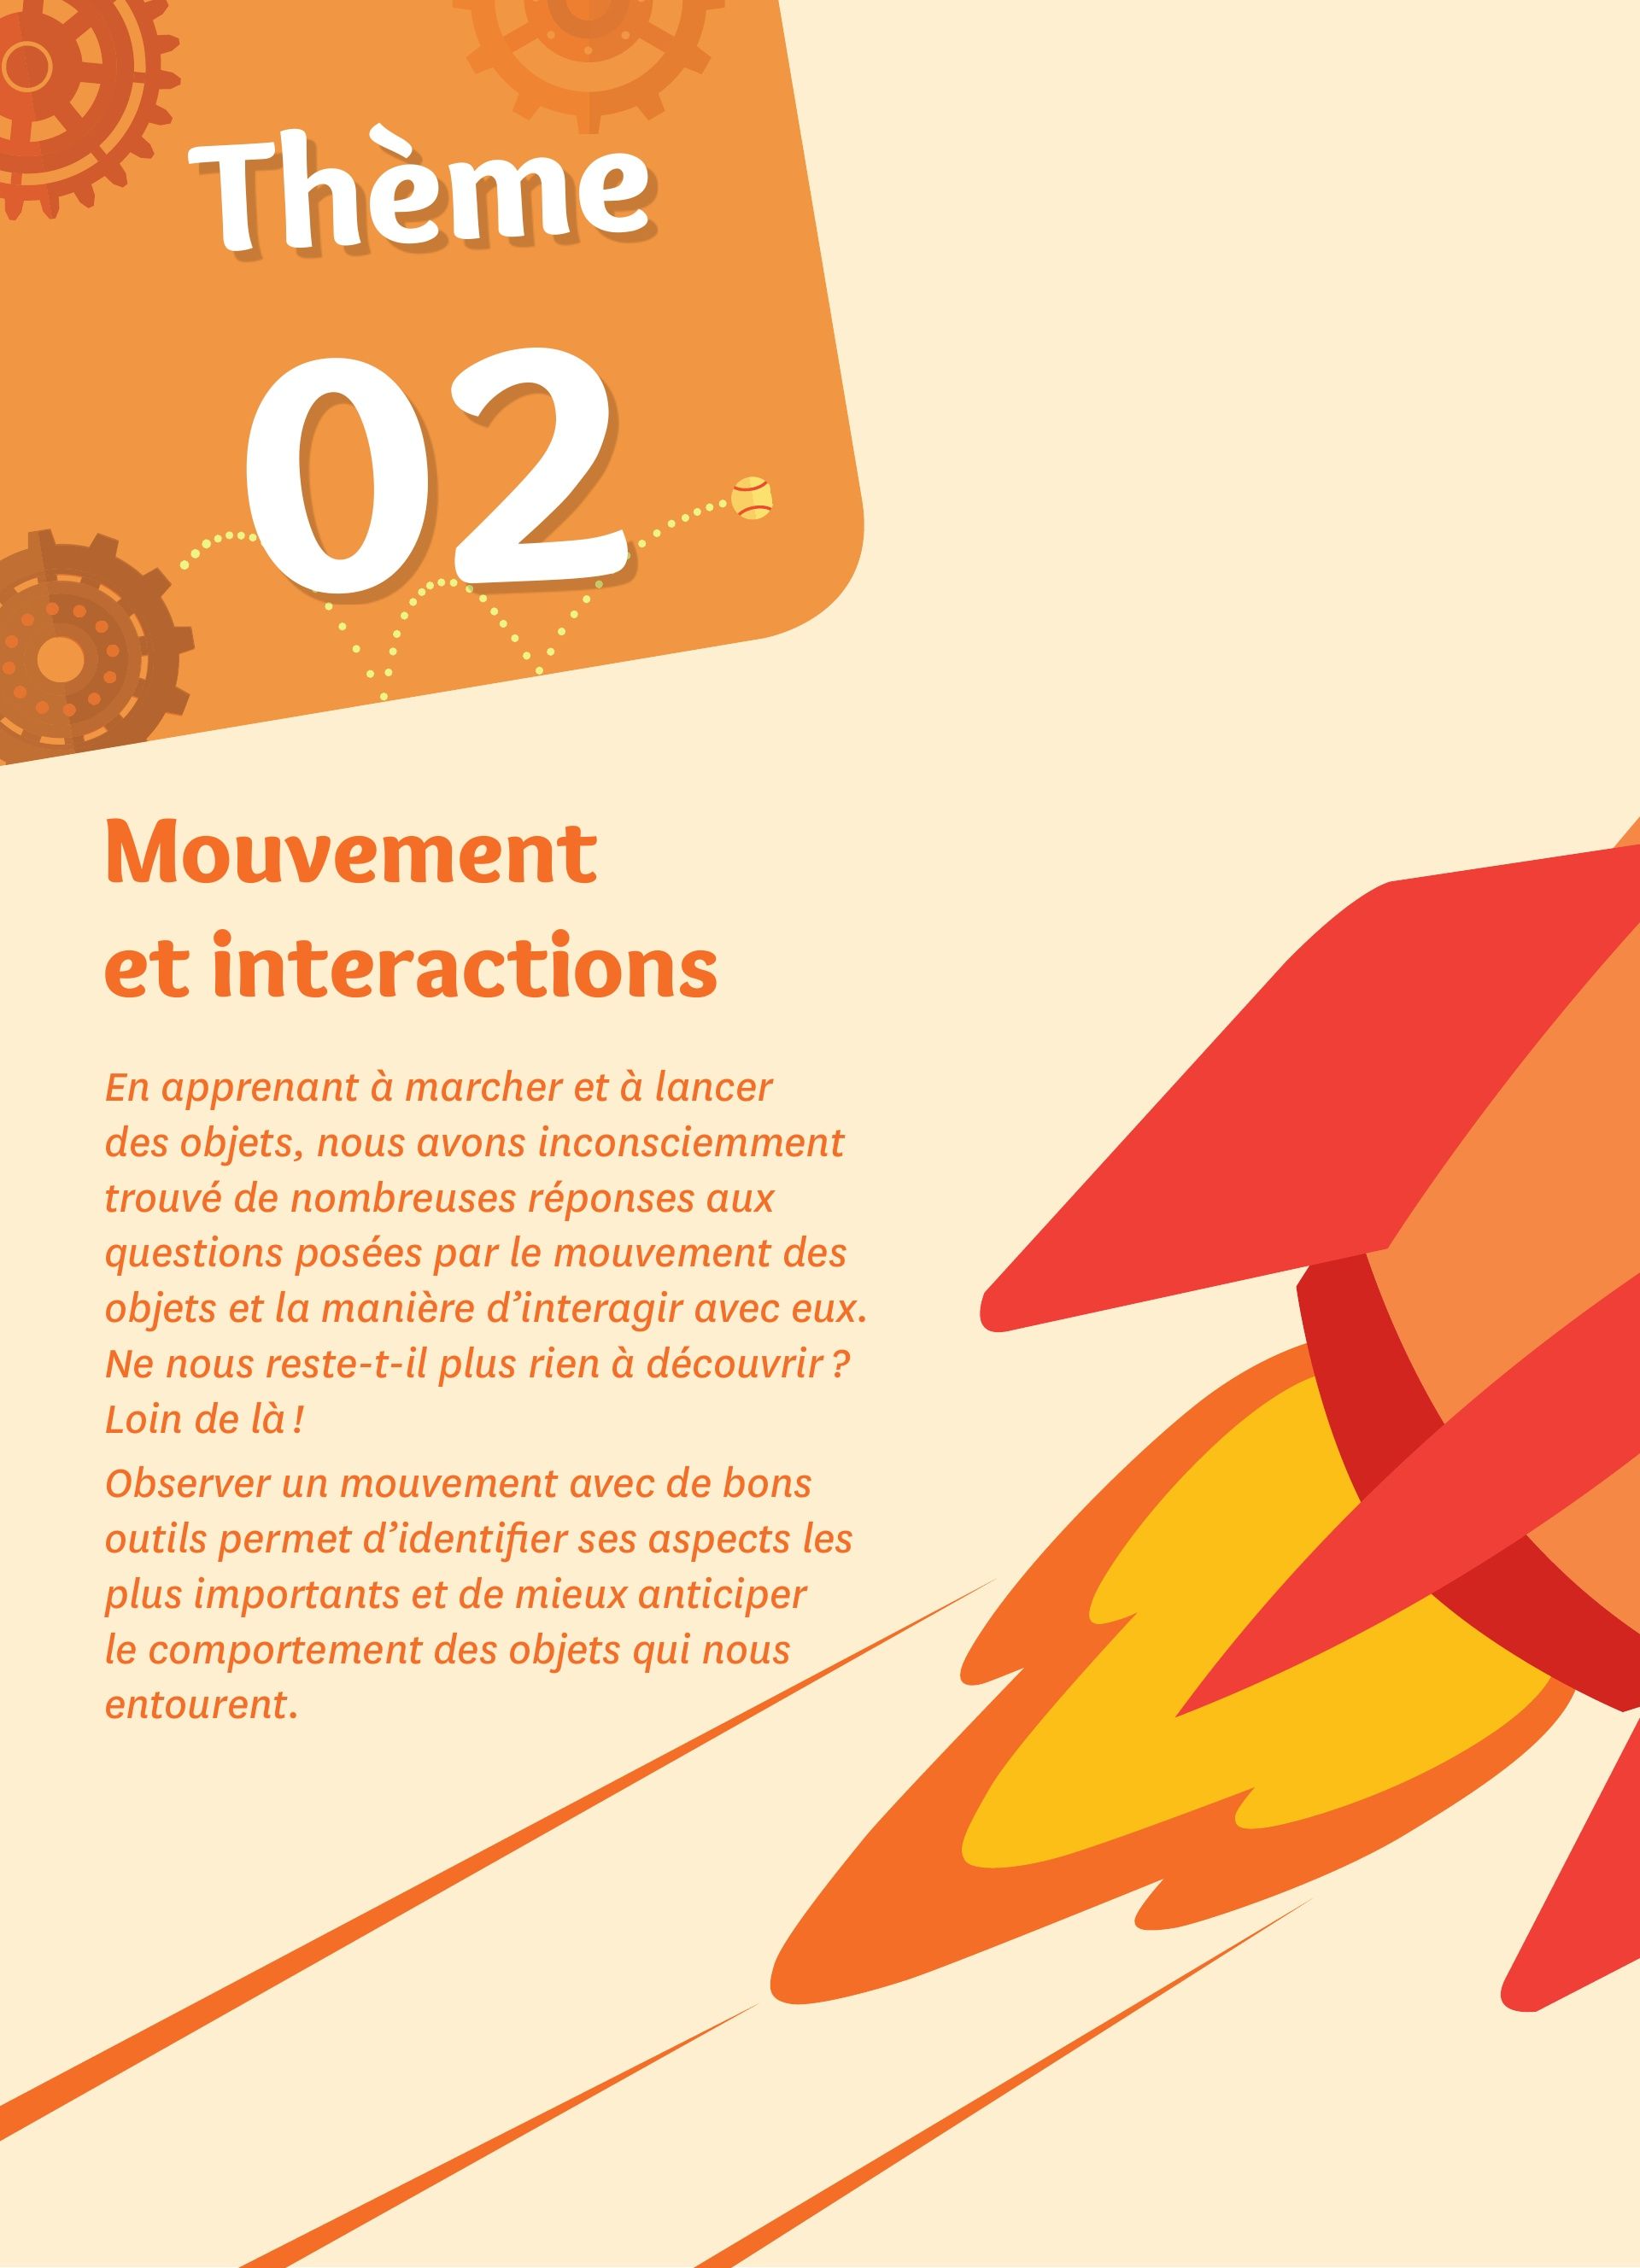 Thème
02
Mouvement
et interactions
En apprenant à marcher et à lancer
des objets, nous avons inconsciemment
trouvé de nombreuses réponses aux
questions posées par le mouvement des
objets et la manière d’interagir avec eux.
Ne nous reste-t-il plus rien à découvrir ?
Loin de là !
Observer un mouvement avec de bons
outils permet d’identifier ses aspects les
plus importants et de mieux anticiper
le comportement des objets qui nous
entourent.